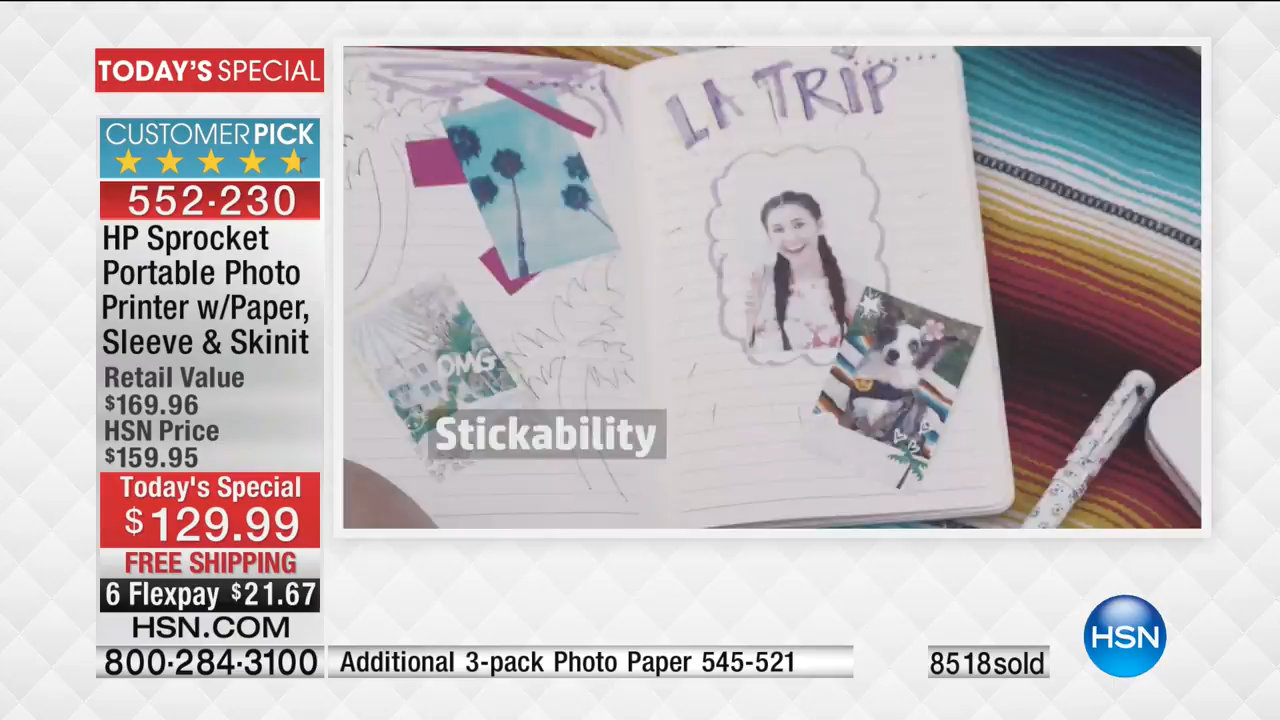 TODAY'S SPECIAL
CUSTOMERPICK
552·230
HP Sprocket
Portable Photo
Printer w/Paper,
Sleeve & Skinit
Retail Value
$169.96
HSN Price
$159.95
Today's Special
$129.99
FREE SHIPPING
6 Flexpay $21.67
HSN.COM
800·284·3100
LA TRIP
OMG
Stickability
Additional 3-pack Photo Paper 545-521
8518sold
HSN